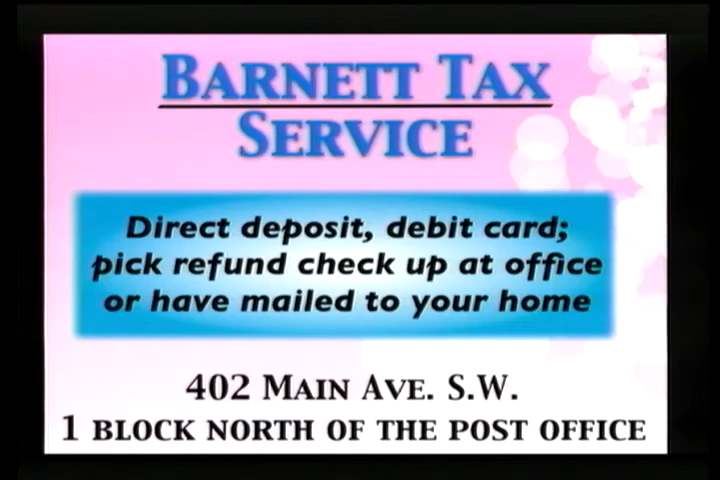 BARNETT TAX
SERVICE
Direct deposit, debit card;
pick refund check up at office
or have mailed to your home
402 MAIN AVE. S.W.
1 BLOCK NORTH OF THE POST OFFICE